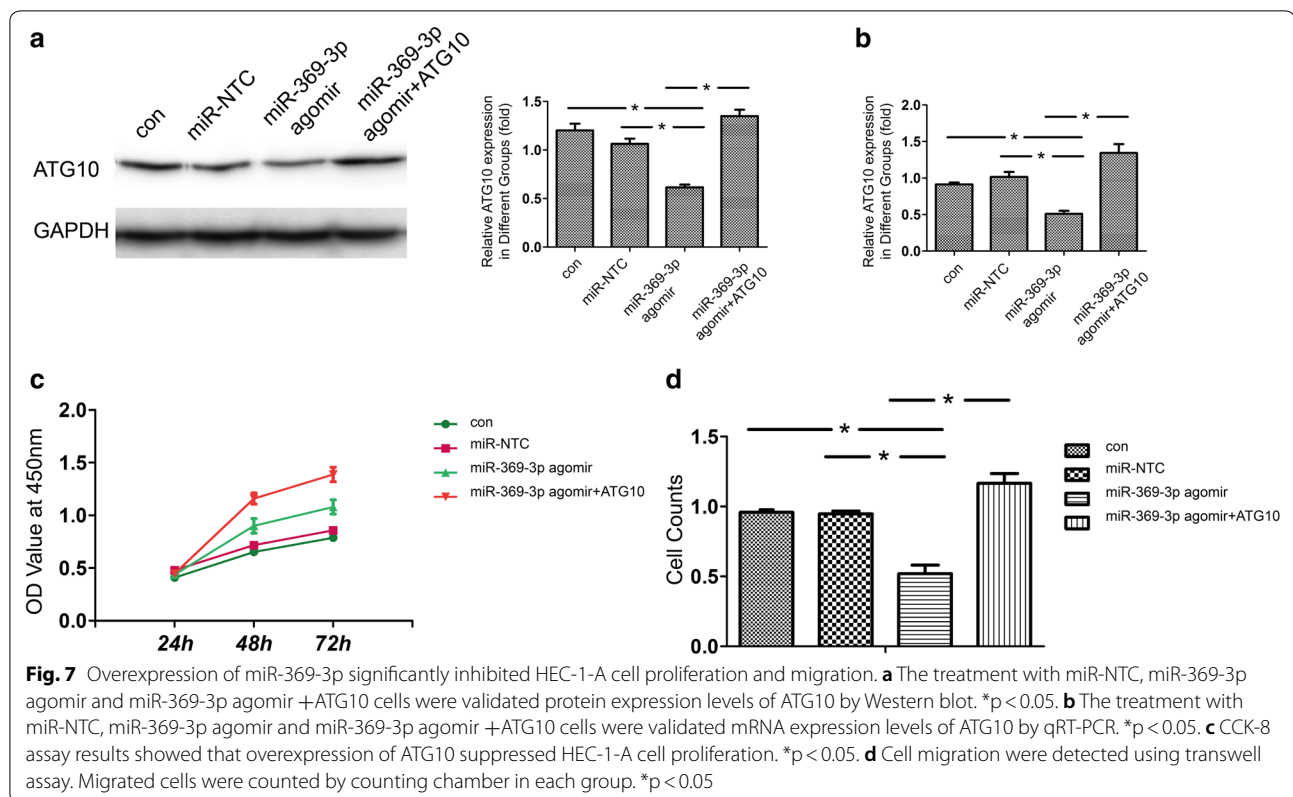 a
con
miR-NTC
miR-369-3p
agomir
miR-369-3p
agomir+ATG10
ATG10
GAPDH
Relative ATG10 expression
in Different Groups (fold)
1.5
1.0
0.5
0.0
*
*
*
con
miR-NTC
miR-369-3p
agomir
miR-369-3p
agomir+ATG10
b
Relative ATG10 expression
in Different Groups (fold)
2.0
1.5
1.0
0.5
0.0
*
*
*
con
miR-NTC
miR-369-3p
agomir
miR-369-3p
agomir+ATG10
c
OD Value at 450nm
2.0
1.5
1.0
0.5
0.0
24h 48h 72h
con
miR-NTC
miR-369-3p agomir
miR-369-3p agomir+ATG10
d
Cell Counts
1.5
1.0
0.5
0.0
*
*
*
con
miR-NTC
miR-369-3p agomir
miR-369-3p agomir+ATG10
Fig. 7 Overexpression of miR-369-3p significantly inhibited HEC-1-A cell proliferation and migration. a The treatment with miR-NTC, miR-369-3p
agomir and miR-369-3p agomir +ATG10 cells were validated protein expression levels of ATG10 by Western blot. *p < 0.05. b The treatment with
miR-NTC, miR-369-3p agomir and miR-369-3p agomir +ATG10 cells were validated mRNA expression levels of ATG10 by qRT-PCR. *p < 0.05. c CCK-8
assay results showed that overexpression of ATG10 suppressed HEC-1-A cell proliferation. *p < 0.05. d Cell migration were detected using transwell
assay. Migrated cells were counted by counting chamber in each group. *p < 0.05